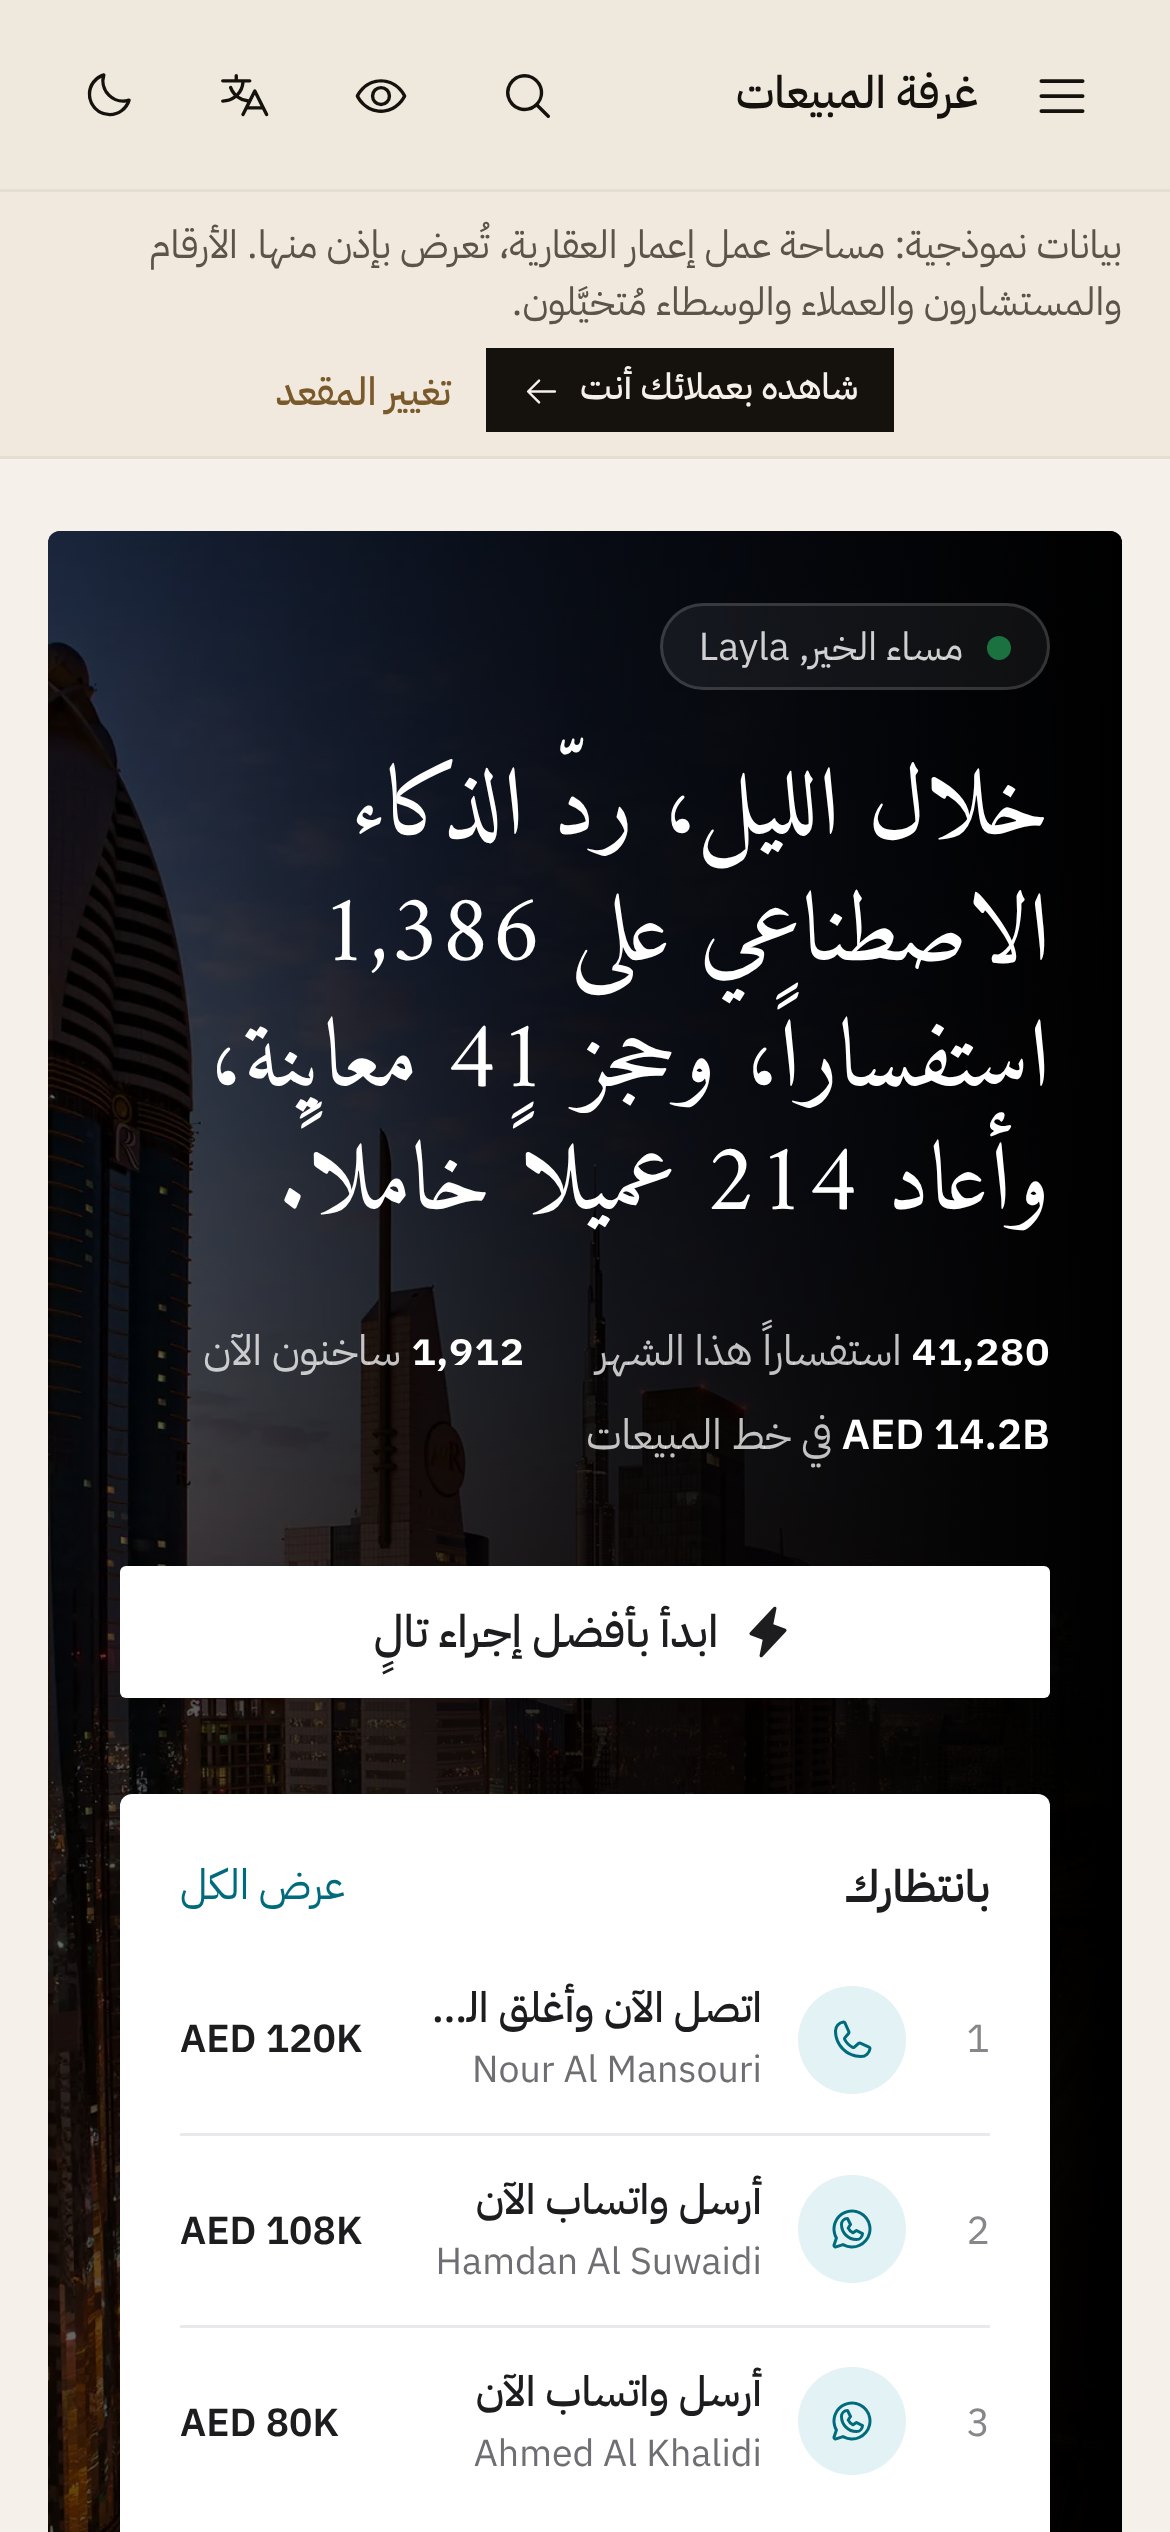 غرفة المبيعات
بيانات نموذجية: مساحة عمل إعمار العقارية، تُعرض بإذن منها. الأرقام
والمستشارون والعملاء والوسطاء مُتخيَّلون.
شاهده بعملائك أنت ←
تغيير المقعد
مساء الخير, Layla
خلال الليل، ردّ الذكاء
الاصطناعي على 1,386
استفساراً، وحجز 41ٍ معاينٍة،
وأعاد 214 عميلا خاملا.
41,280 استفساراً هذا الشهر
1,912 ساخنون الآن
AED 14.2B في خط المبيعات
ابدأ بأفضل إجراء تالٍ
بانتظارك
عرض الكل
1
اتصل الآن وأغلق الـ...
Nour Al Mansouri
AED 120K
2
أرسل واتساب الآن
Hamdan Al Suwaidi
AED 108K
3
أرسل واتساب الآن
Ahmed Al Khalidi
AED 80K